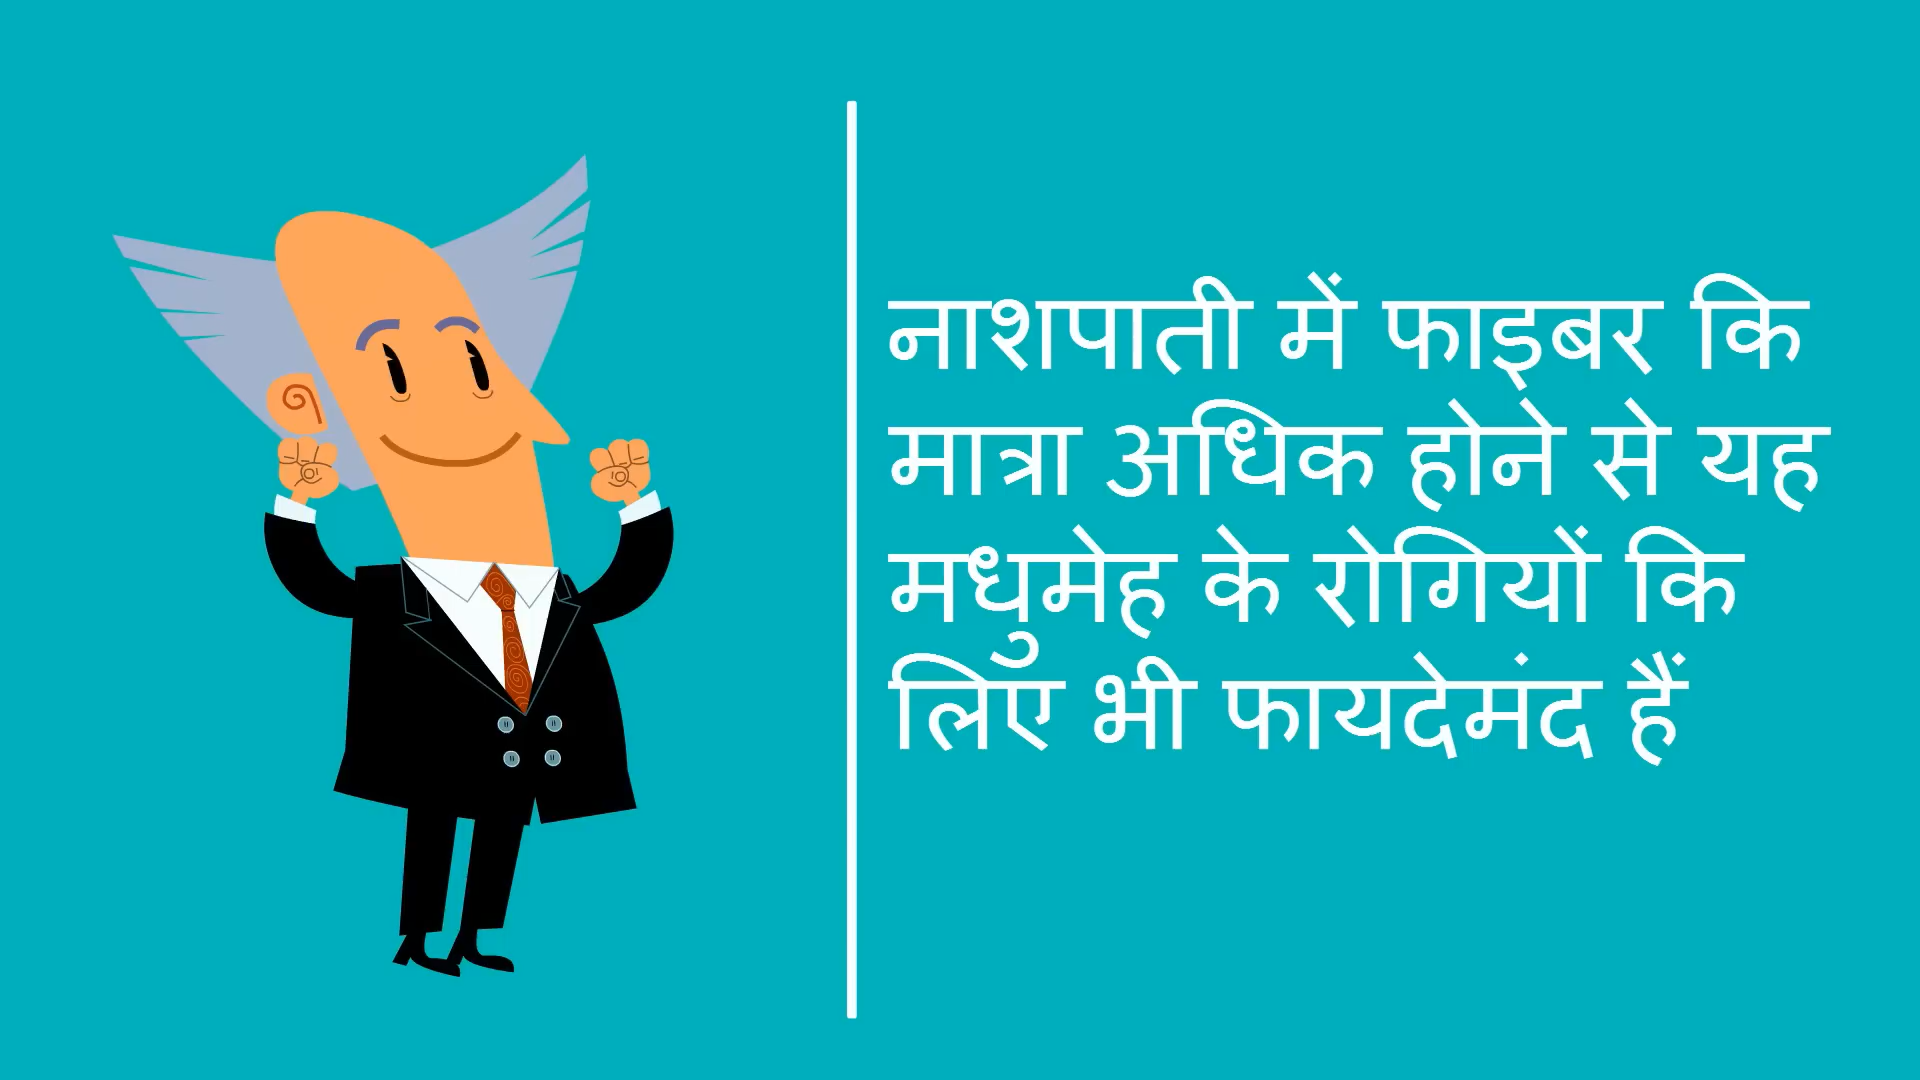 नाशपाती में फाइबर कि
मात्रा अधिक होने से यह
मधुमेह के रोगियों कि
लिए भी फायदेमंद हैं